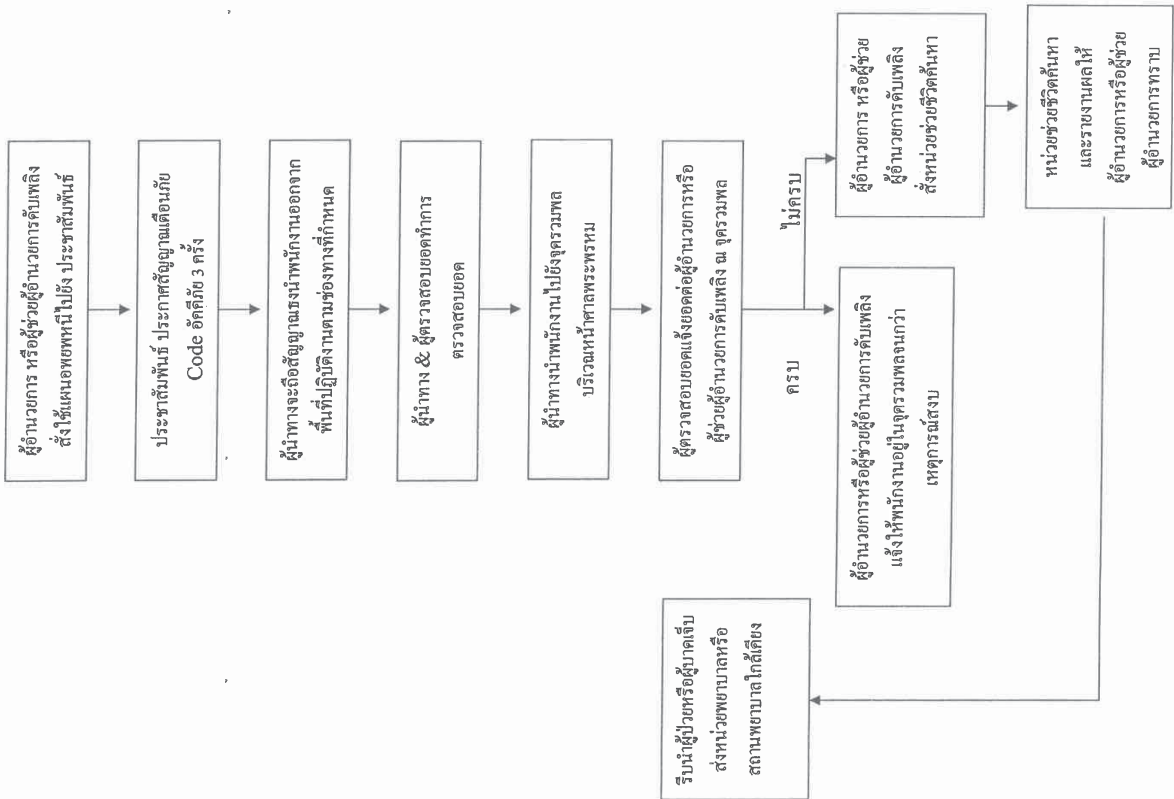 ผู้อำนวยการ หรือผู้ช่วยผู้อำนวยการดับเพลิง
สั่งใช้แผนอพยพหนีไปยัง ประชาสัมพันธ์
ประชาสัมพันธ์ ประกาศสัญญาณเตือนภัย
Code อัคคีภัย 3 ครั้ง
ผู้นำทางจะถือสัญญาณธงนำพนักงานออกจาก
พื้นที่ปฏิบัติงานตามช่องทางที่กำหนด
ผู้นำทาง & ผู้ตรวจสอบยอดทำการ
ตรวจสอบยอด
ผู้นำทางนำพนักงานไปยังจุดรวมพล
บริเวณหน้าศาลพระพรหม
ผู้ตรวจสอบยอดแจ้งยอดต่อผู้อำนวยการหรือ
ผู้ช่วยผู้อำนวยการดับเพลิง ณ จุดรวมพล
ครบ
ไม่ครบ
ผู้อำนวยการหรือผู้ช่วยผู้อำนวยการดับเพลิง
แจ้งให้พนักงานอยู่ในจุดรวมพลจนกว่า
เหตุการณ์สงบ
ผู้อำนวยการ หรือผู้ช่วย
ผู้อำนวยการดับเพลิง
สั่งหน่วยช่วยชีวิตค้นหา
หน่วยช่วยชีวิตค้นหา
และรายงานผลให้
ผู้อำนวยการหรือผู้ช่วย
ผู้อำนวยการทราบ
รีบนำผู้ป่วยหรือผู้บาดเจ็บ
ส่งหน่วยพยาบาลหรือ
สถานพยาบาลใกล้เคียง